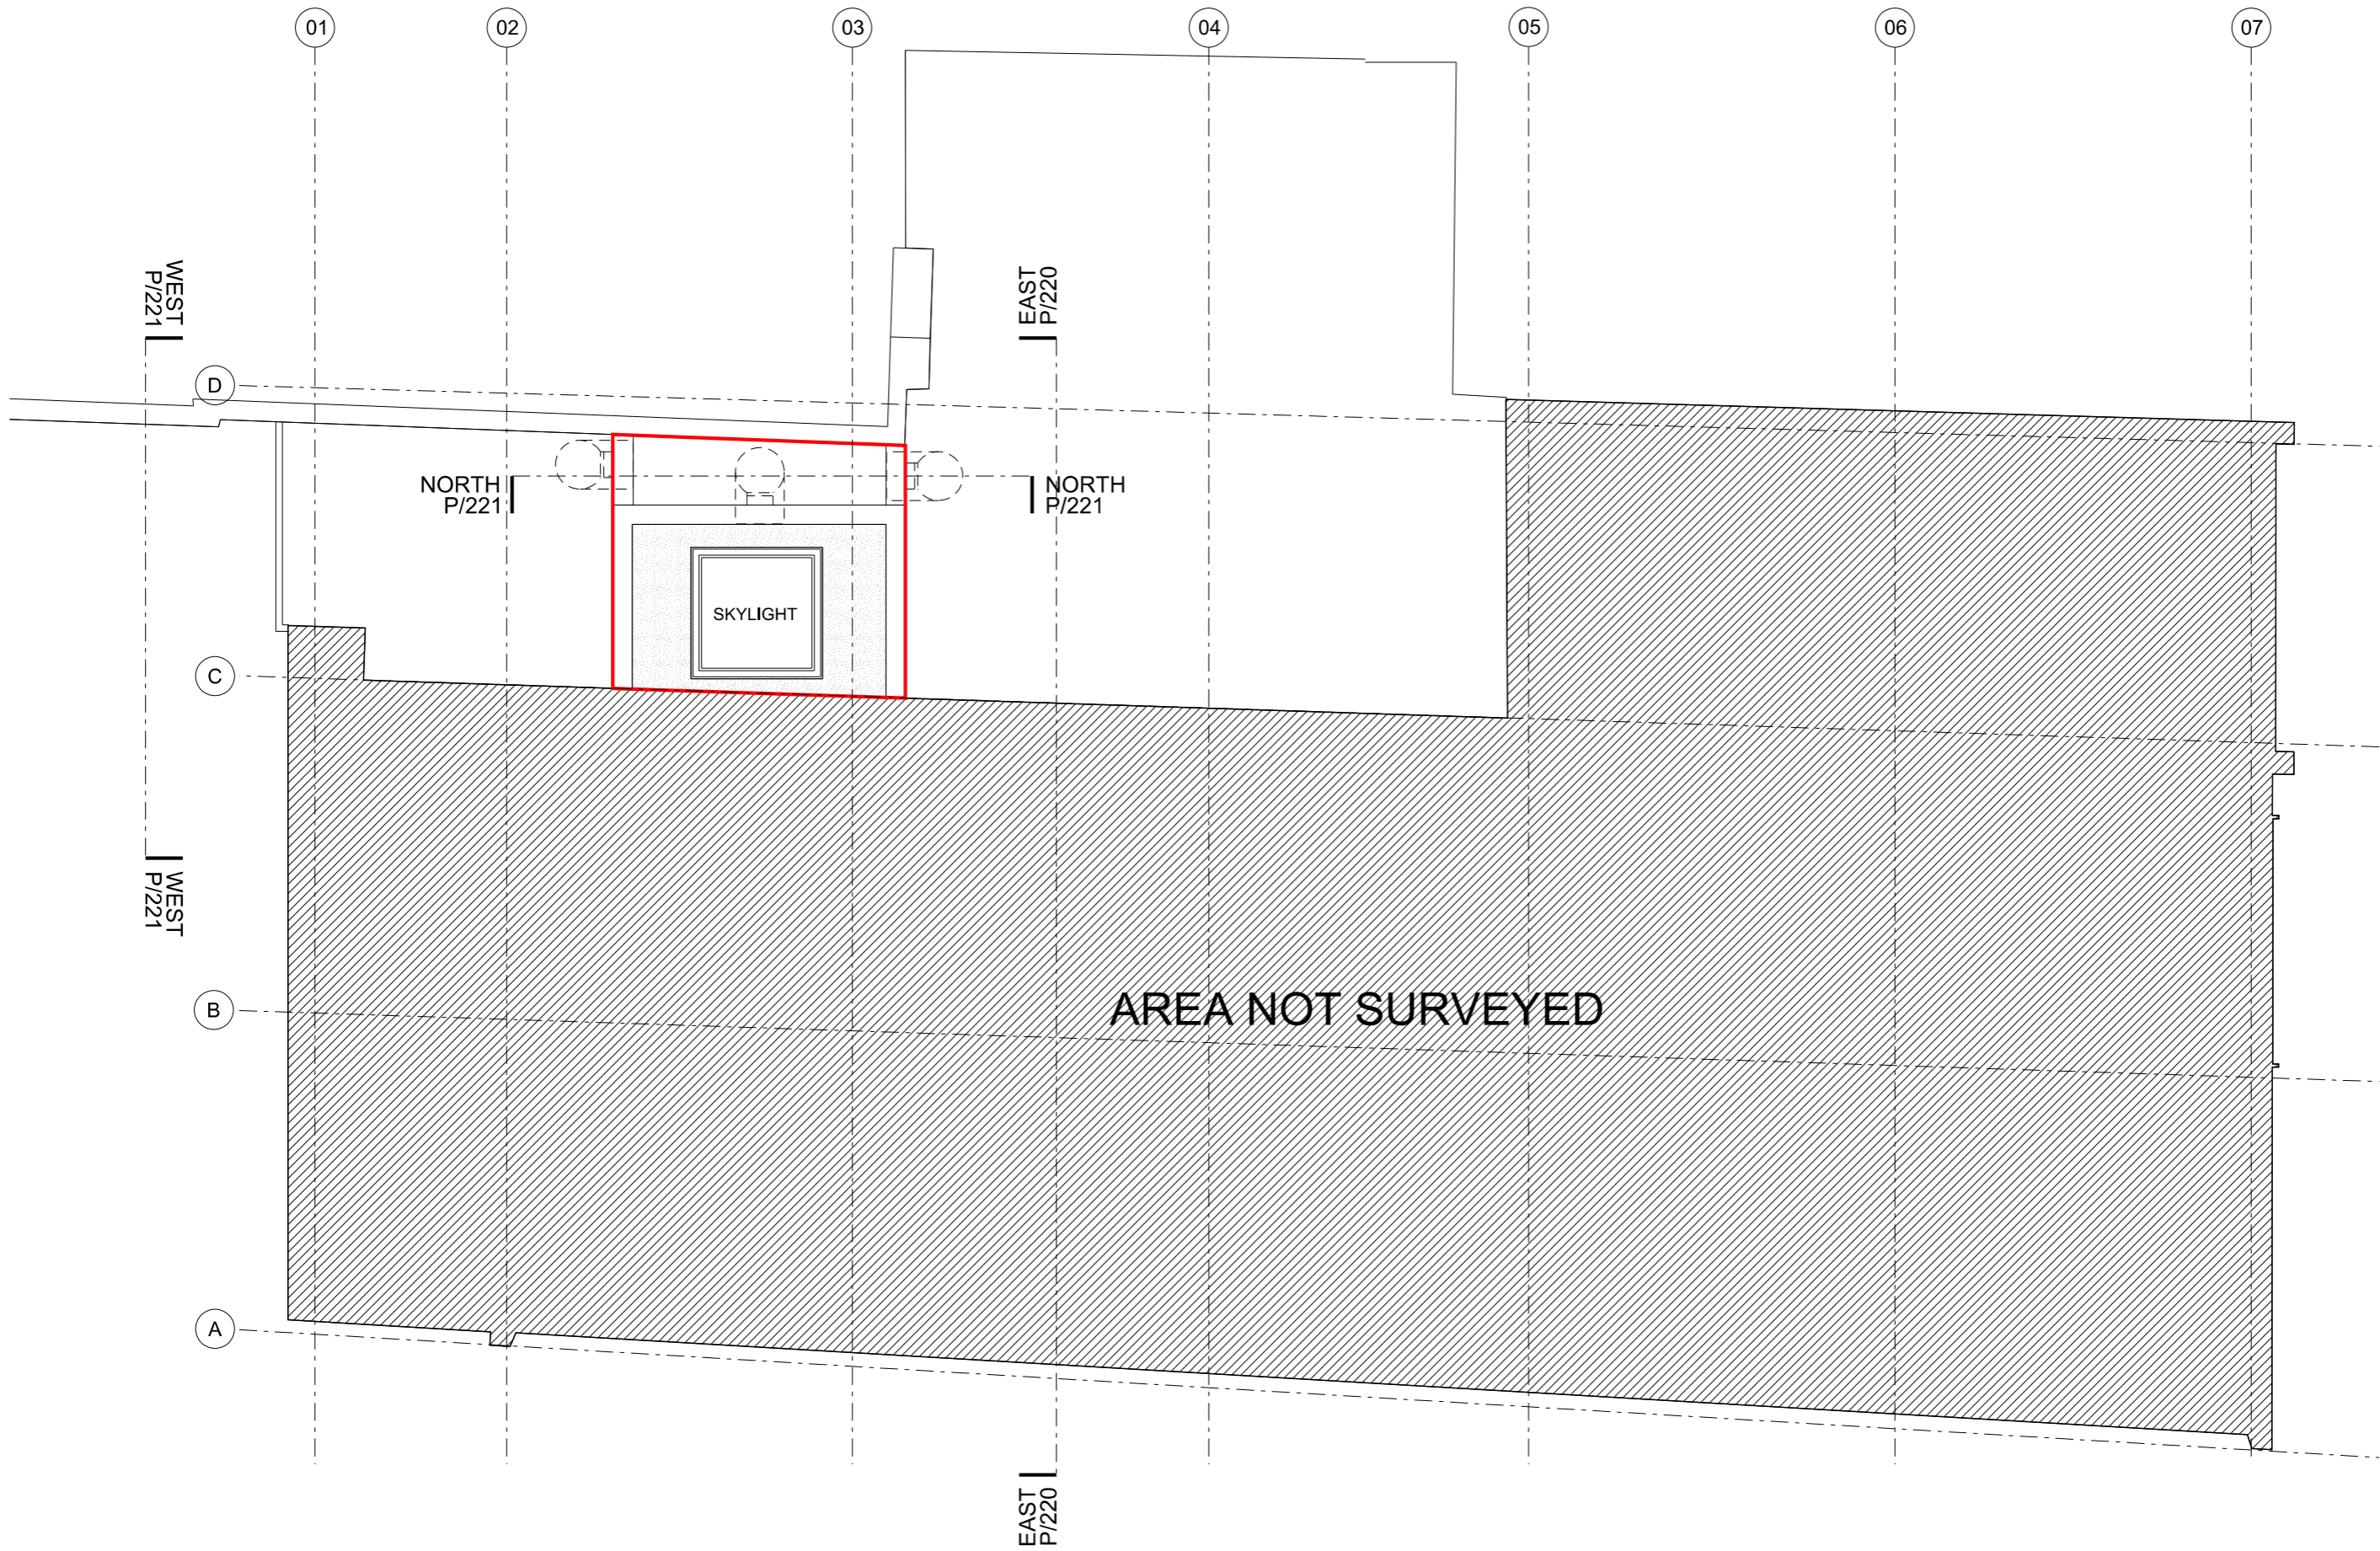 01
02
03
04
05
06
07
WEST
P/221
EAST
P/220
D
NORTH
P/221
NORTH
P/221
SKYLIGHT
C
WEST
P/221
B
AREA NOT SURVEYED
A
EAST
P/220